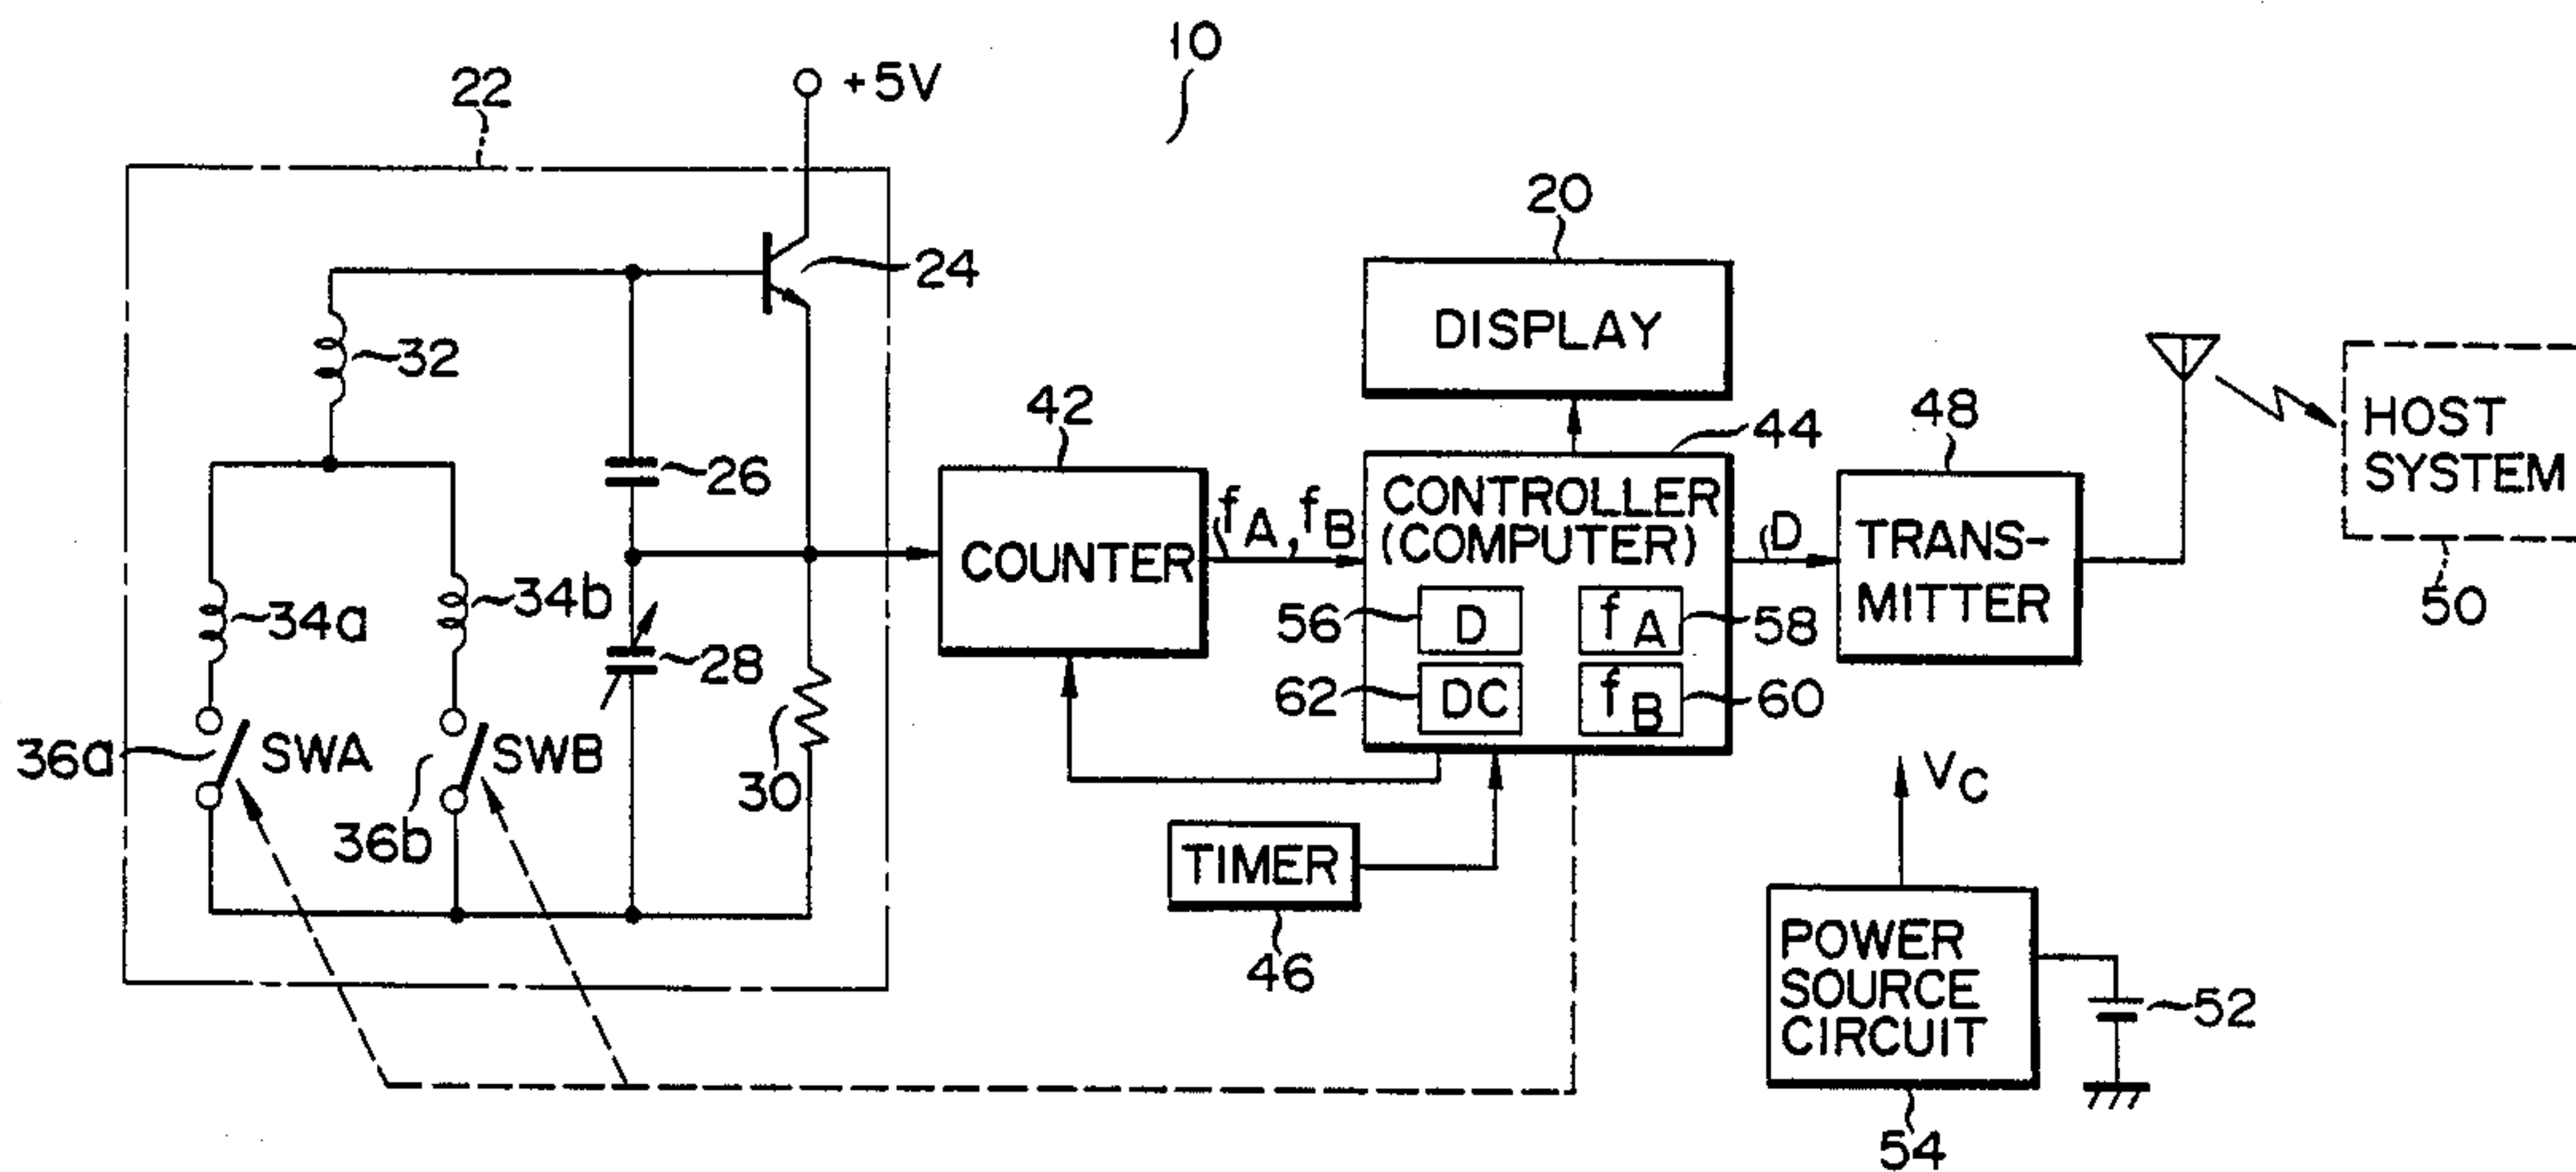 10
22
+5V
24
32
26
34a
34b
28
36a
SWA
36b
SWB
30
42
COUNTER
fA, fB
20
DISPLAY
44
CONTROLLER
(COMPUTER)
56
D
fA
58
62
DC
fB
60
D
48
TRANS-
MITTER
HOST
SYSTEM
50
TIMER
46
VC
POWER
SOURCE
CIRCUIT
52
54